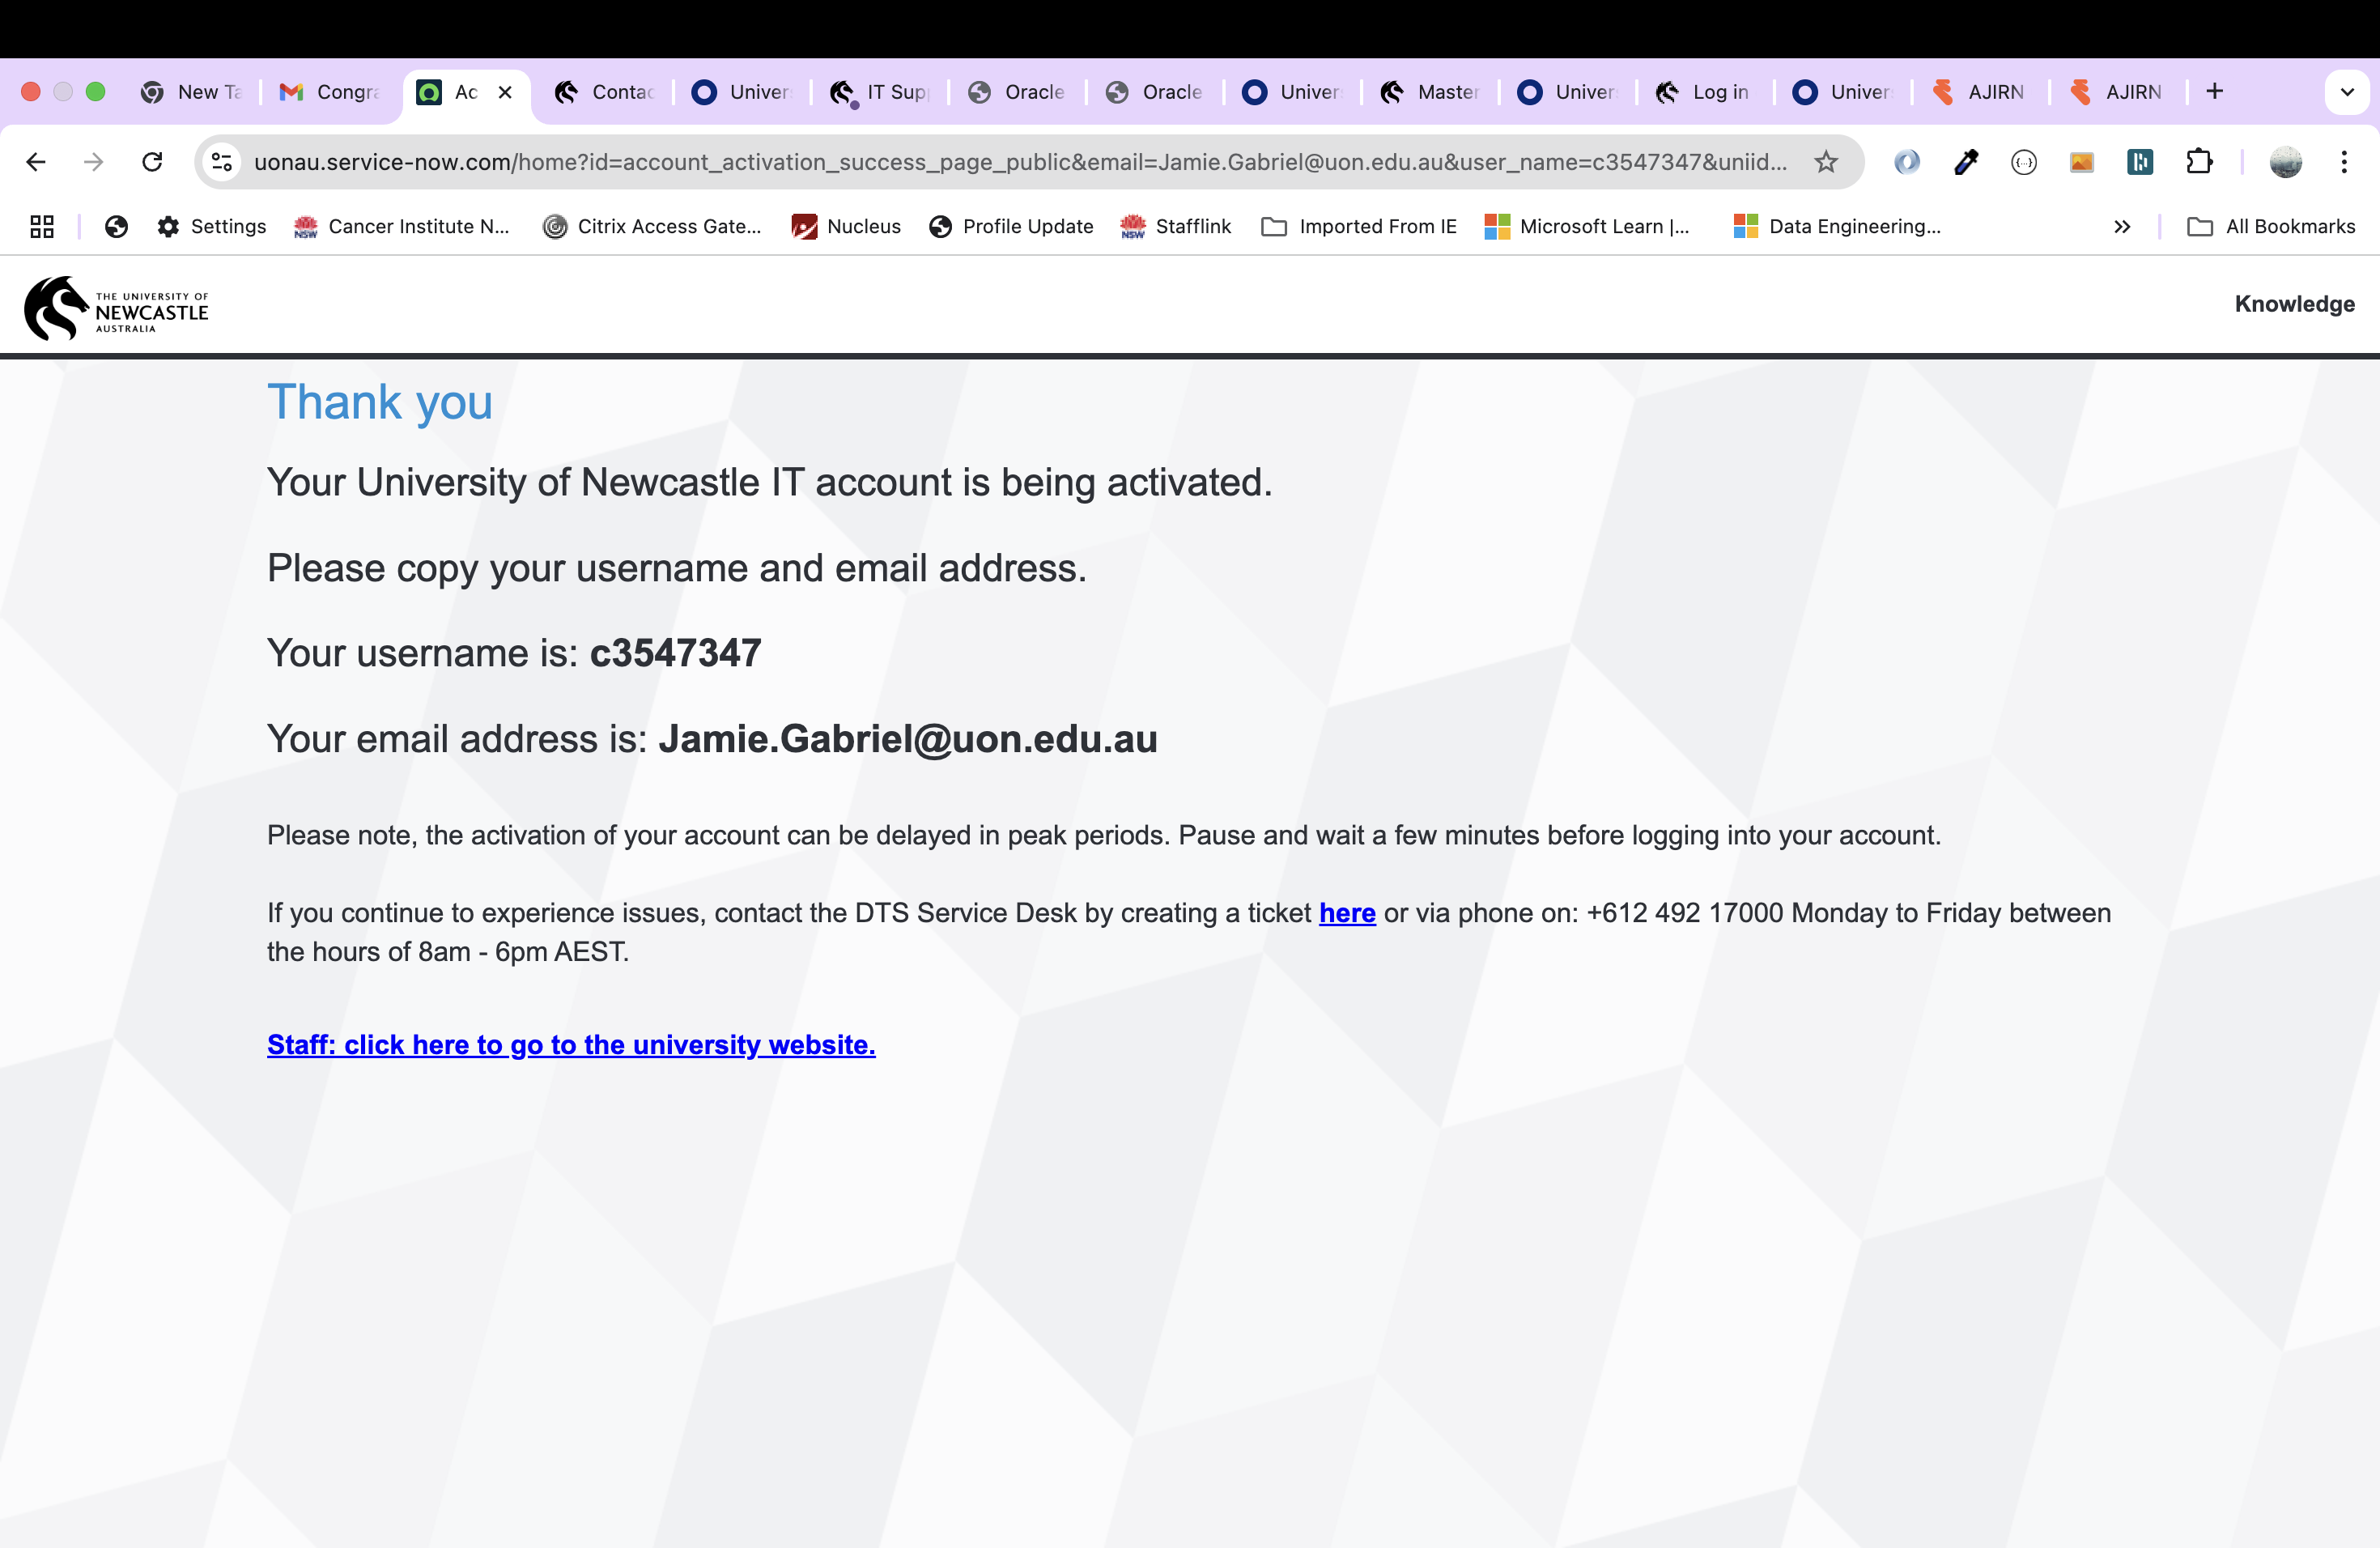 New Ta
Congra
Ac
Contac
Univer
IT Sup
Oracle
Oracle
Univer
Master
Univer
Log in
Univer
AJIRN
AJIRN
uonau.service-now.com/home?id=account_activation_success_page_public&email=Jamie.Gabriel@uon.edu.au&user_name=c3547347&uniid...
Settings
Cancer Institute N...
Citrix Access Gate...
Nucleus
Profile Update
Stafflink
Imported From IE
Microsoft Learn |...
Data Engineering...
All Bookmarks
THE UNIVERSITY OF
NEWCASTLE
AUSTRALIA
Knowledge
Thank you
Your University of Newcastle IT account is being activated.
Please copy your username and email address.
Your username is: c3547347
Your email address is: Jamie.Gabriel@uon.edu.au
Please note, the activation of your account can be delayed in peak periods. Pause and wait a few minutes before logging into your account.
If you continue to experience issues, contact the DTS Service Desk by creating a ticket here or via phone on: +612 492 17000 Monday to Friday between
the hours of 8am - 6pm AEST.
Staff: click here to go to the university website.